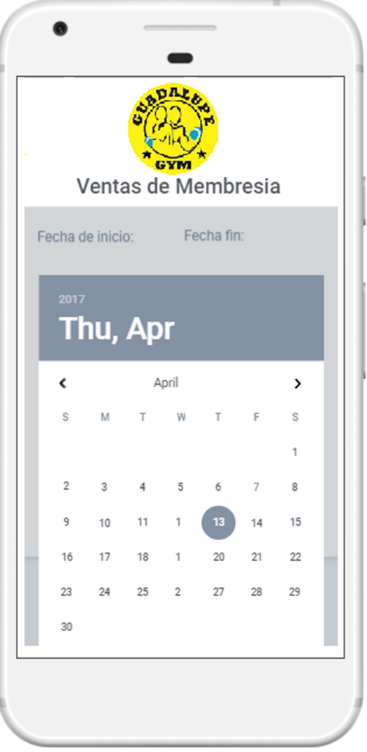 GUADALUPE
GYM
Ventas de Membresia
Fecha de inicio: Fecha fin:
2017
Thu, Apr
April
S M T W T F S
1
2 3 4 5 6 7 8
9 10 11 1 13 14 15
16 17 18 1 20 21 22
23 24 25 2 27 28 29
30